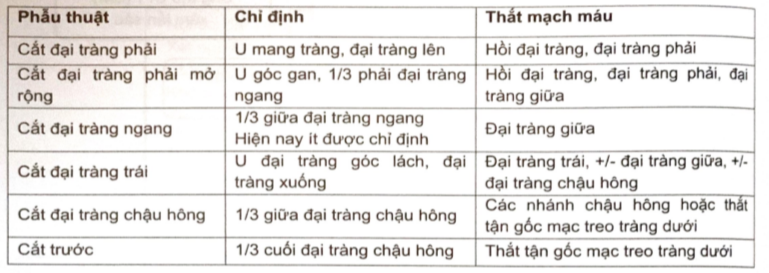 Phẫu thuật Chỉ định Thắt mạch máu
Cắt đại tràng phải U mang tràng, đại tràng lên Hồi đại tràng, đại tràng phải
Cắt đại tràng phải mở U góc gan, 1/3 phải đại tràng Hồi đại tràng, đại tràng phải, đại
rộng ngang tràng giữa
Cắt đại tràng ngang 1/3 giữa đại tràng ngang Đại tràng giữa
Hiện nay ít được chỉ định
Cắt đại tràng trái U đại tràng góc lách, đại Đại tràng trái, +/- đại tràng giữa, +/-
tràng xuống đại tràng chậu hông
Cắt đại tràng chậu hông 1/3 giữa đại tràng chậu hông Các nhánh chậu hông hoặc thắt
tận gốc mạc treo tràng dưới
Cắt trước 1/3 cuối đại tràng chậu hông Thắt tận gốc mạc treo tràng dưới